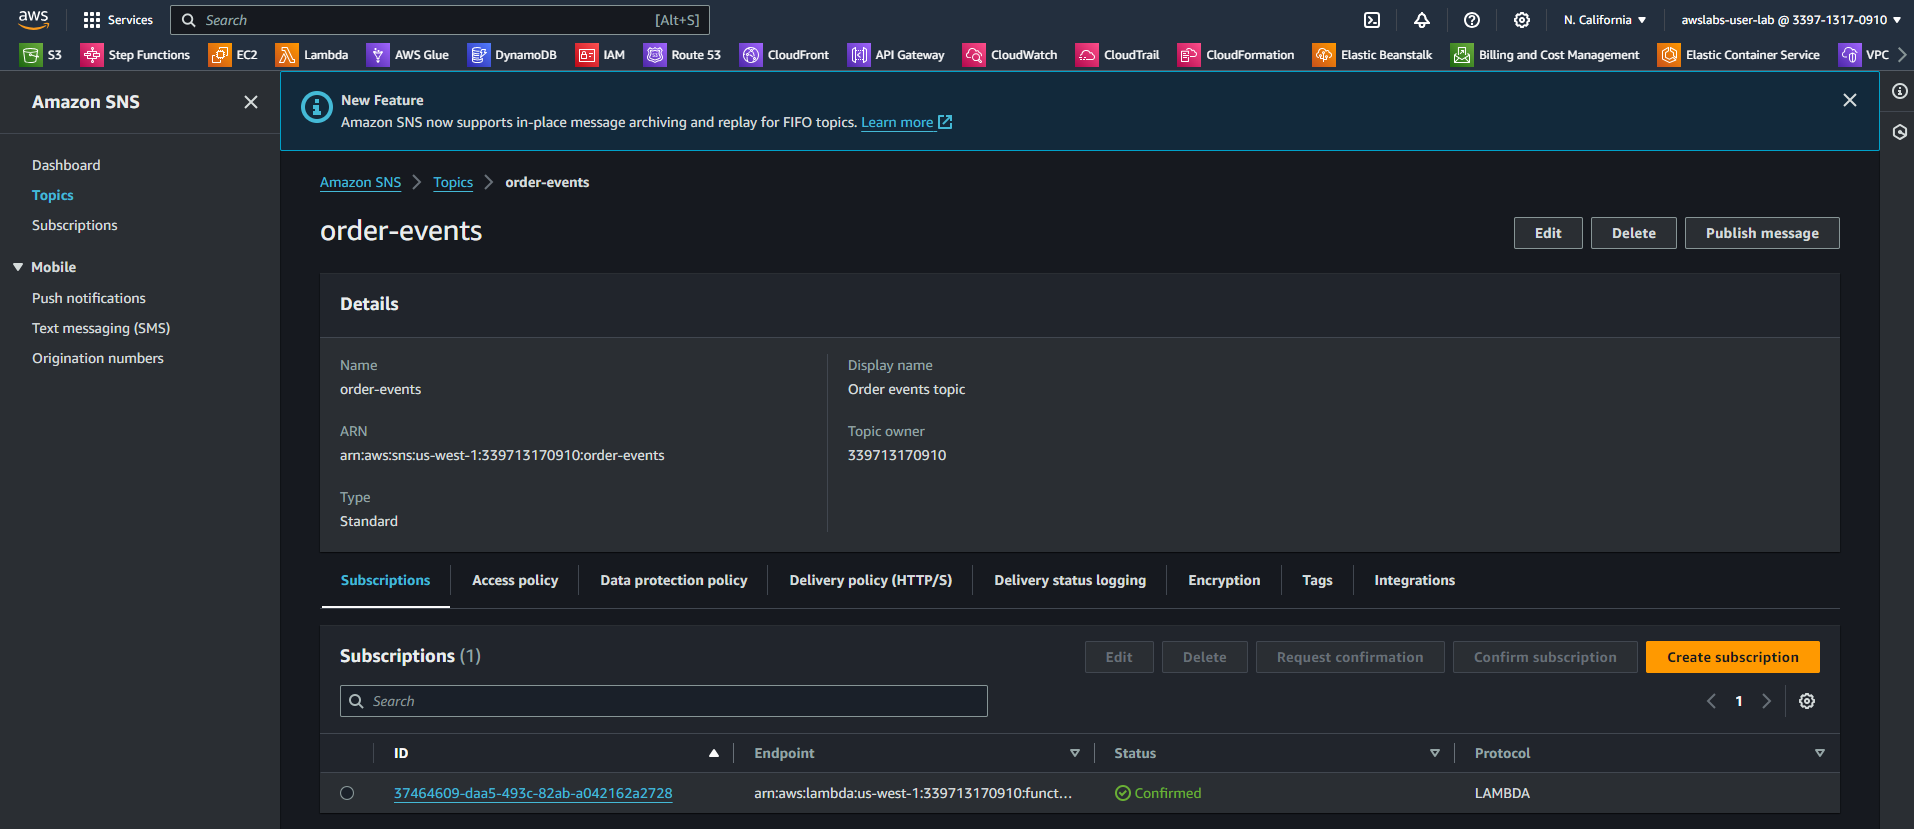 aws Services Search [Alt+S] N. California awslabs-user-lab @ 3397-1317-0910
S3 Step Functions EC2 Lambda AWS Glue DynamoDB IAM Route 53 CloudFront API Gateway CloudWatch CloudTrail CloudFormation Elastic Beanstalk Billing and Cost Management Elastic Container Service VPC
Amazon SNS
Dashboard
Topics
Subscriptions
Mobile
Push notifications
Text messaging (SMS)
Origination numbers
New Feature
Amazon SNS now supports in-place message archiving and replay for FIFO topics. Learn more
Amazon SNS Topics order-events
order-events
Edit Delete Publish message
Details
Name
order-events
ARN
arn:aws:sns:us-west-1:339713170910:order-events
Type
Standard
Display name
Order events topic
Topic owner
339713170910
Subscriptions Access policy Data protection policy Delivery policy (HTTP/S) Delivery status logging Encryption Tags Integrations
Subscriptions (1) Edit Delete Request confirmation Confirm subscription Create subscription
Search 1
ID Endpoint Status Protocol
37464609-daa5-493c-82ab-a042162a2728 arn:aws:lambda:us-west-1:339713170910:funct... Confirmed LAMBDA